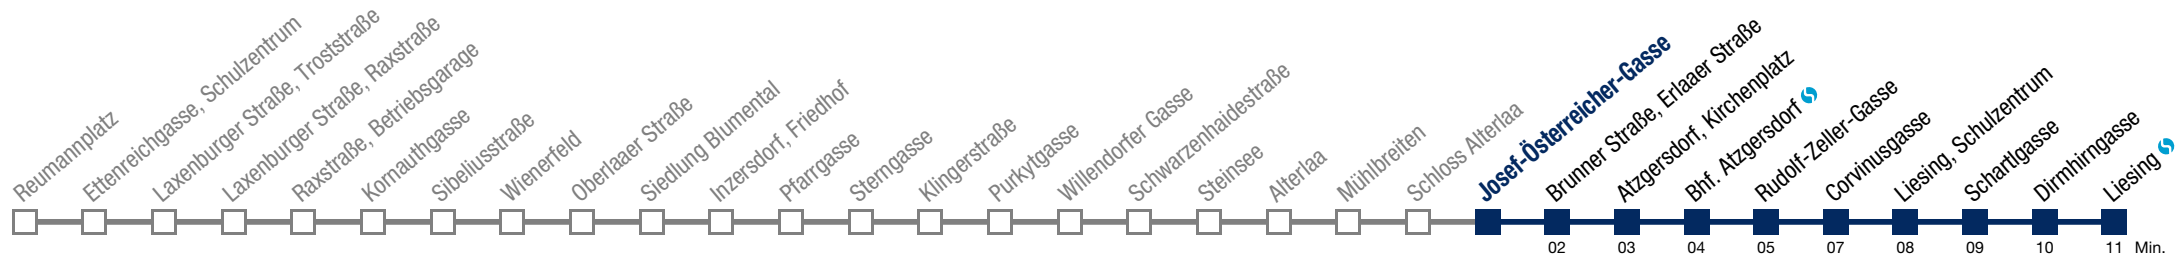 Reumannplatz
Ettenreichgasse, Schulzentrum
Laxenburger Straße, Troststraße
Laxenburger Straße, Raxstraße
Raxstraße, Betriebsgarage
Kornauthgasse
Sibeliusstraße
Wienerfeld
Oberlaaer Straße
Siedlung Blumental
Inzersdorf, Friedhof
Pfarrgasse
Sterngasse
Klingerstraße
Purkytgasse
Willendorfer Gasse
Schwarzenhaidestraße
Steinsee
Alterlaa
Mühlbreiten
Schloss Alterlaa
Josef-Österreicher-Gasse
Brunner Straße, Erlaaer Straße
Atzgersdorf, Kirchenplatz
Bhf. Atzgersdorf
Rudolf-Zeller-Gasse
Corvinusgasse
Liesing, Schulzentrum
Schartlgasse
Dirmhirngasse
Liesing
02 03 04 05 07 08 09 10 11 Min.